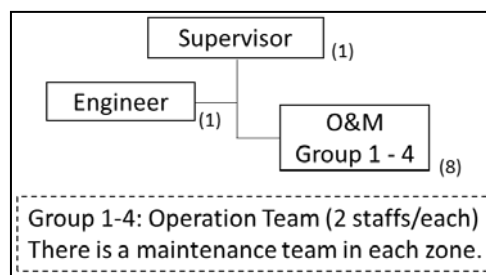 Supervisor
(1)
Engineer
(1)
O&M
Group 1 - 4
(8)
Group 1-4: Operation Team (2 staffs/each)
There is a maintenance team in each zone.